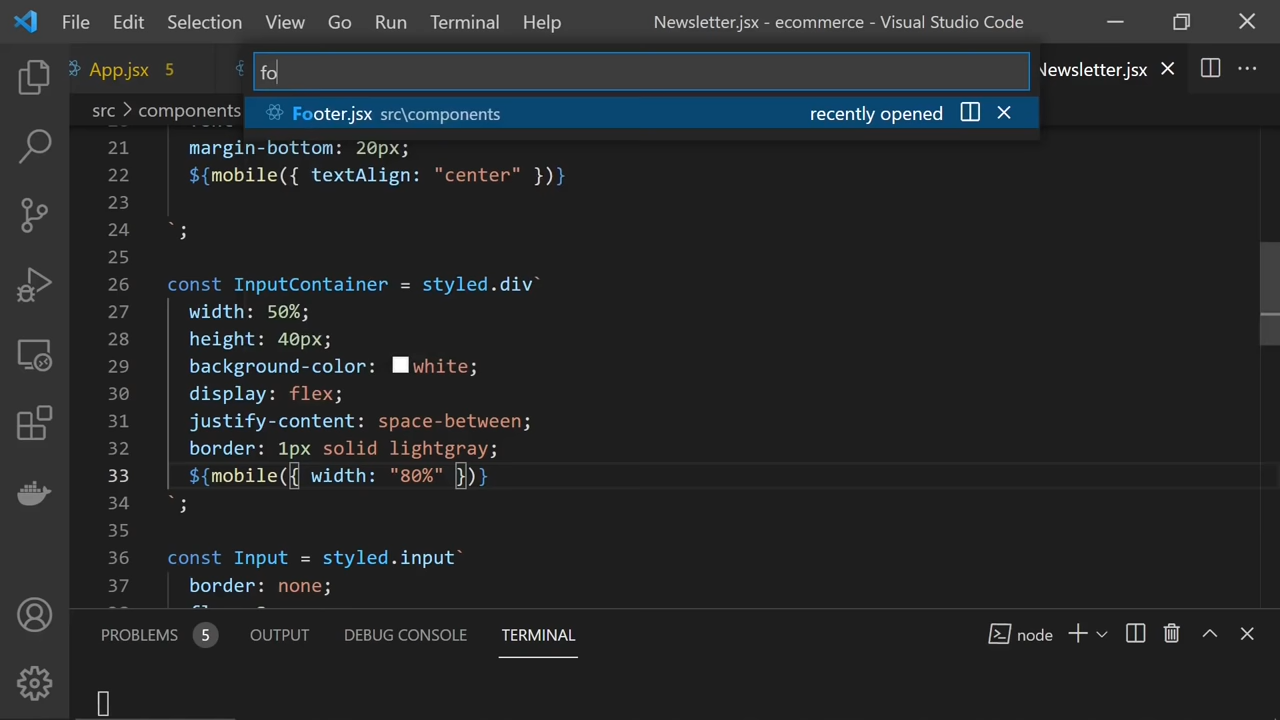 File Edit Selection View Go Run Terminal Help Newsletter.jsx - ecommerce - Visual Studio Code
App.jsx 5 Newsletter.jsx
fo
Footer.jsx src\components recently opened
src > components
21 margin-bottom: 20px;
22 ${mobile({ textAlign: "center" })}
23
24 `;
25
26 const InputContainer = styled.div`
27 width: 50%;
28 height: 40px;
29 background-color: white;
30 display: flex;
31 justify-content: space-between;
32 border: 1px solid lightgray;
33 ${mobile({ width: "80%" })}
34 `;
35
36 const Input = styled.input`
37 border: none;
PROBLEMS 5 OUTPUT DEBUG CONSOLE TERMINAL node